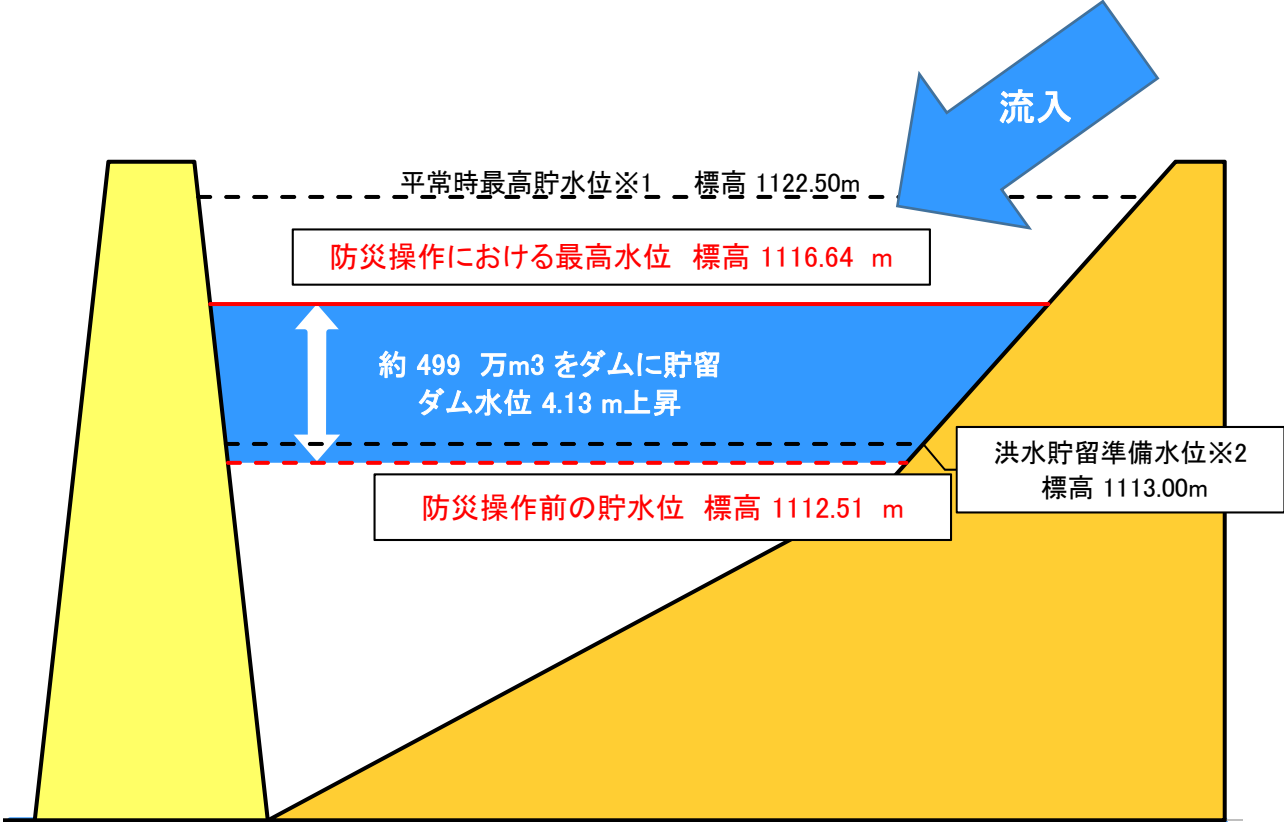 流入
平常時最高貯水位※1　標高 1122.50m
防災操作における最高水位　標高 1116.64 m
約 499 万m3 をダムに貯留
ダム水位 4.13 m上昇
洪水貯留準備水位※2
標高 1113.00m
防災操作前の貯水位　標高 1112.51 m